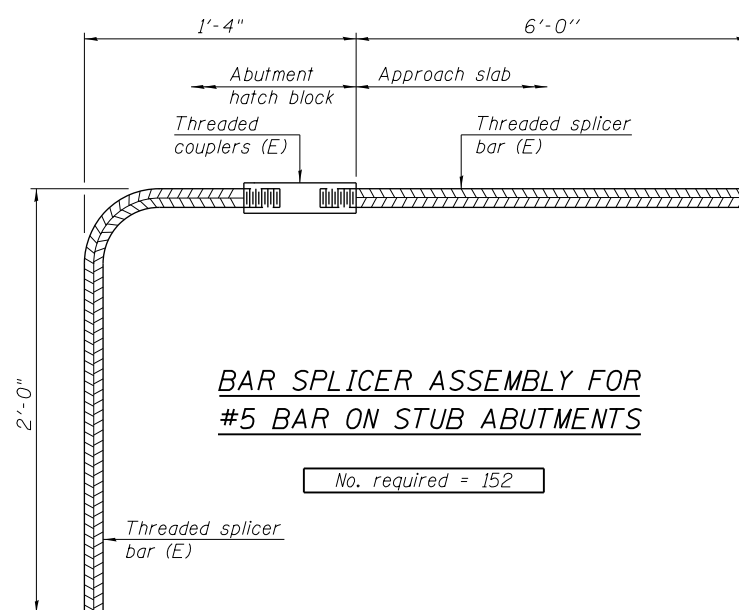 1'-4"
6'-0''
Abutment
hatch block
Approach slab
Threaded
couplers (E)
Threaded splicer
bar (E)
2'-0"
BAR SPLICER ASSEMBLY FOR
#5 BAR ON STUB ABUTMENTS
No. required = 152
Threaded splicer
bar (E)